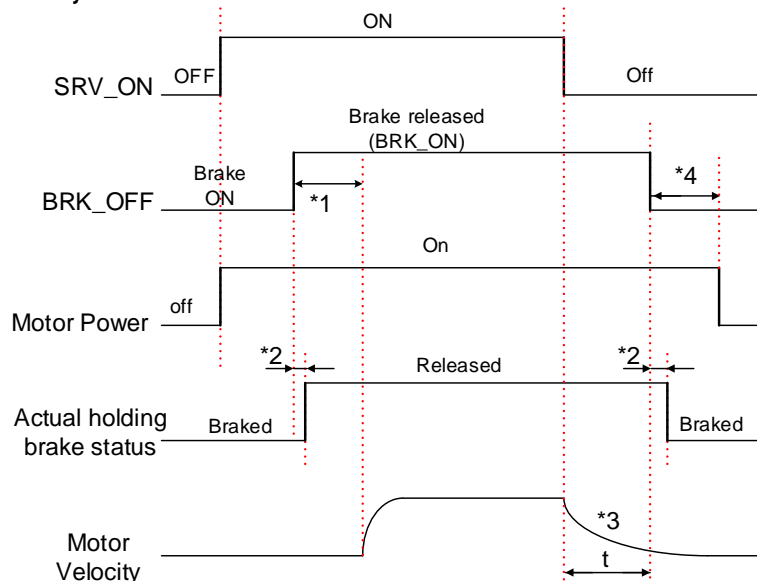 ON
OFF
Off
SRV_ON
Brake released
(BRK_ON)
Brake
ON
*1
*4
BRK_OFF
On
off
Motor Power
*2
Released
*2
Actual holding
brake status
Braked
Braked
*3
Motor
Velocity
t